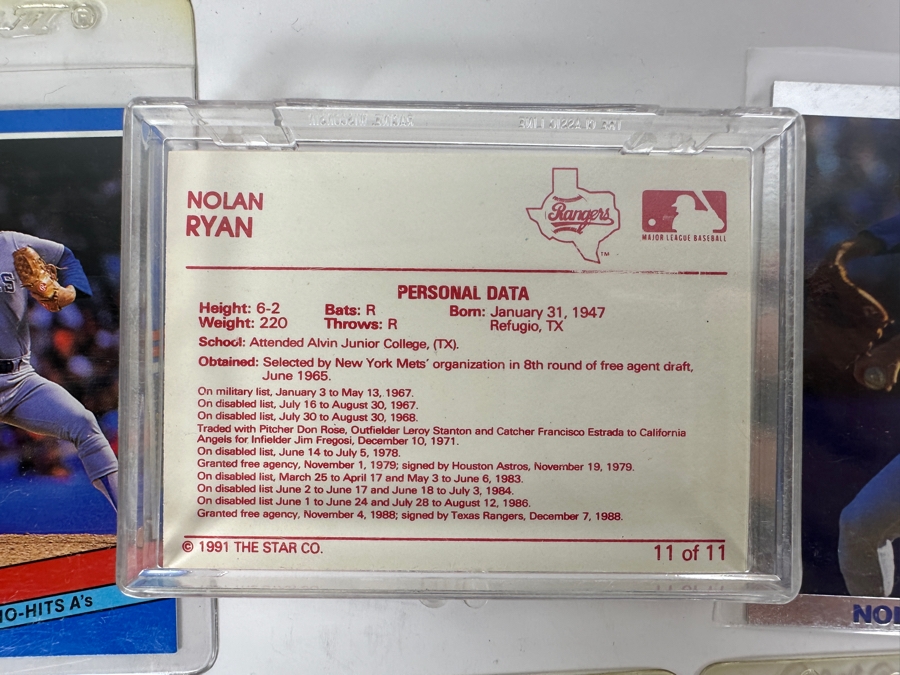 NOLAN
RYAN
Rangers
TM
MAJOR LEAGUE BASEBALL
PERSONAL DATA
Height: 6-2 Bats: R Born: January 31, 1947
Weight: 220 Throws: R Refugio, TX
School: Attended Alvin Junior College, (TX).
Obtained: Selected by New York Mets' organization in 8th round of free agent draft,
June 1965.
On military list, January 3 to May 13, 1967.
On disabled list, July 16 to August 30, 1967.
On disabled list, July 30 to August 30, 1968.
Traded with Pitcher Don Rose, Outfielder Leroy Stanton and Catcher Francisco Estrada to California
Angels for Infielder Jim Fregosi, December 10, 1971.
On disabled list, June 14 to July 5, 1978.
Granted free agency, November 1, 1979; signed by Houston Astros, November 19, 1979.
On disabled list, March 25 to April 17 and May 3 to June 6, 1983.
On disabled list June 2 to June 17 and June 18 to July 3, 1984.
On disabled list June 1 to June 24 and July 28 to August 12, 1986.
Granted free agency, November 4, 1988; signed by Texas Rangers, December 7, 1988.
© 1991 THE STAR CO. 11 of 11
-HITS A's